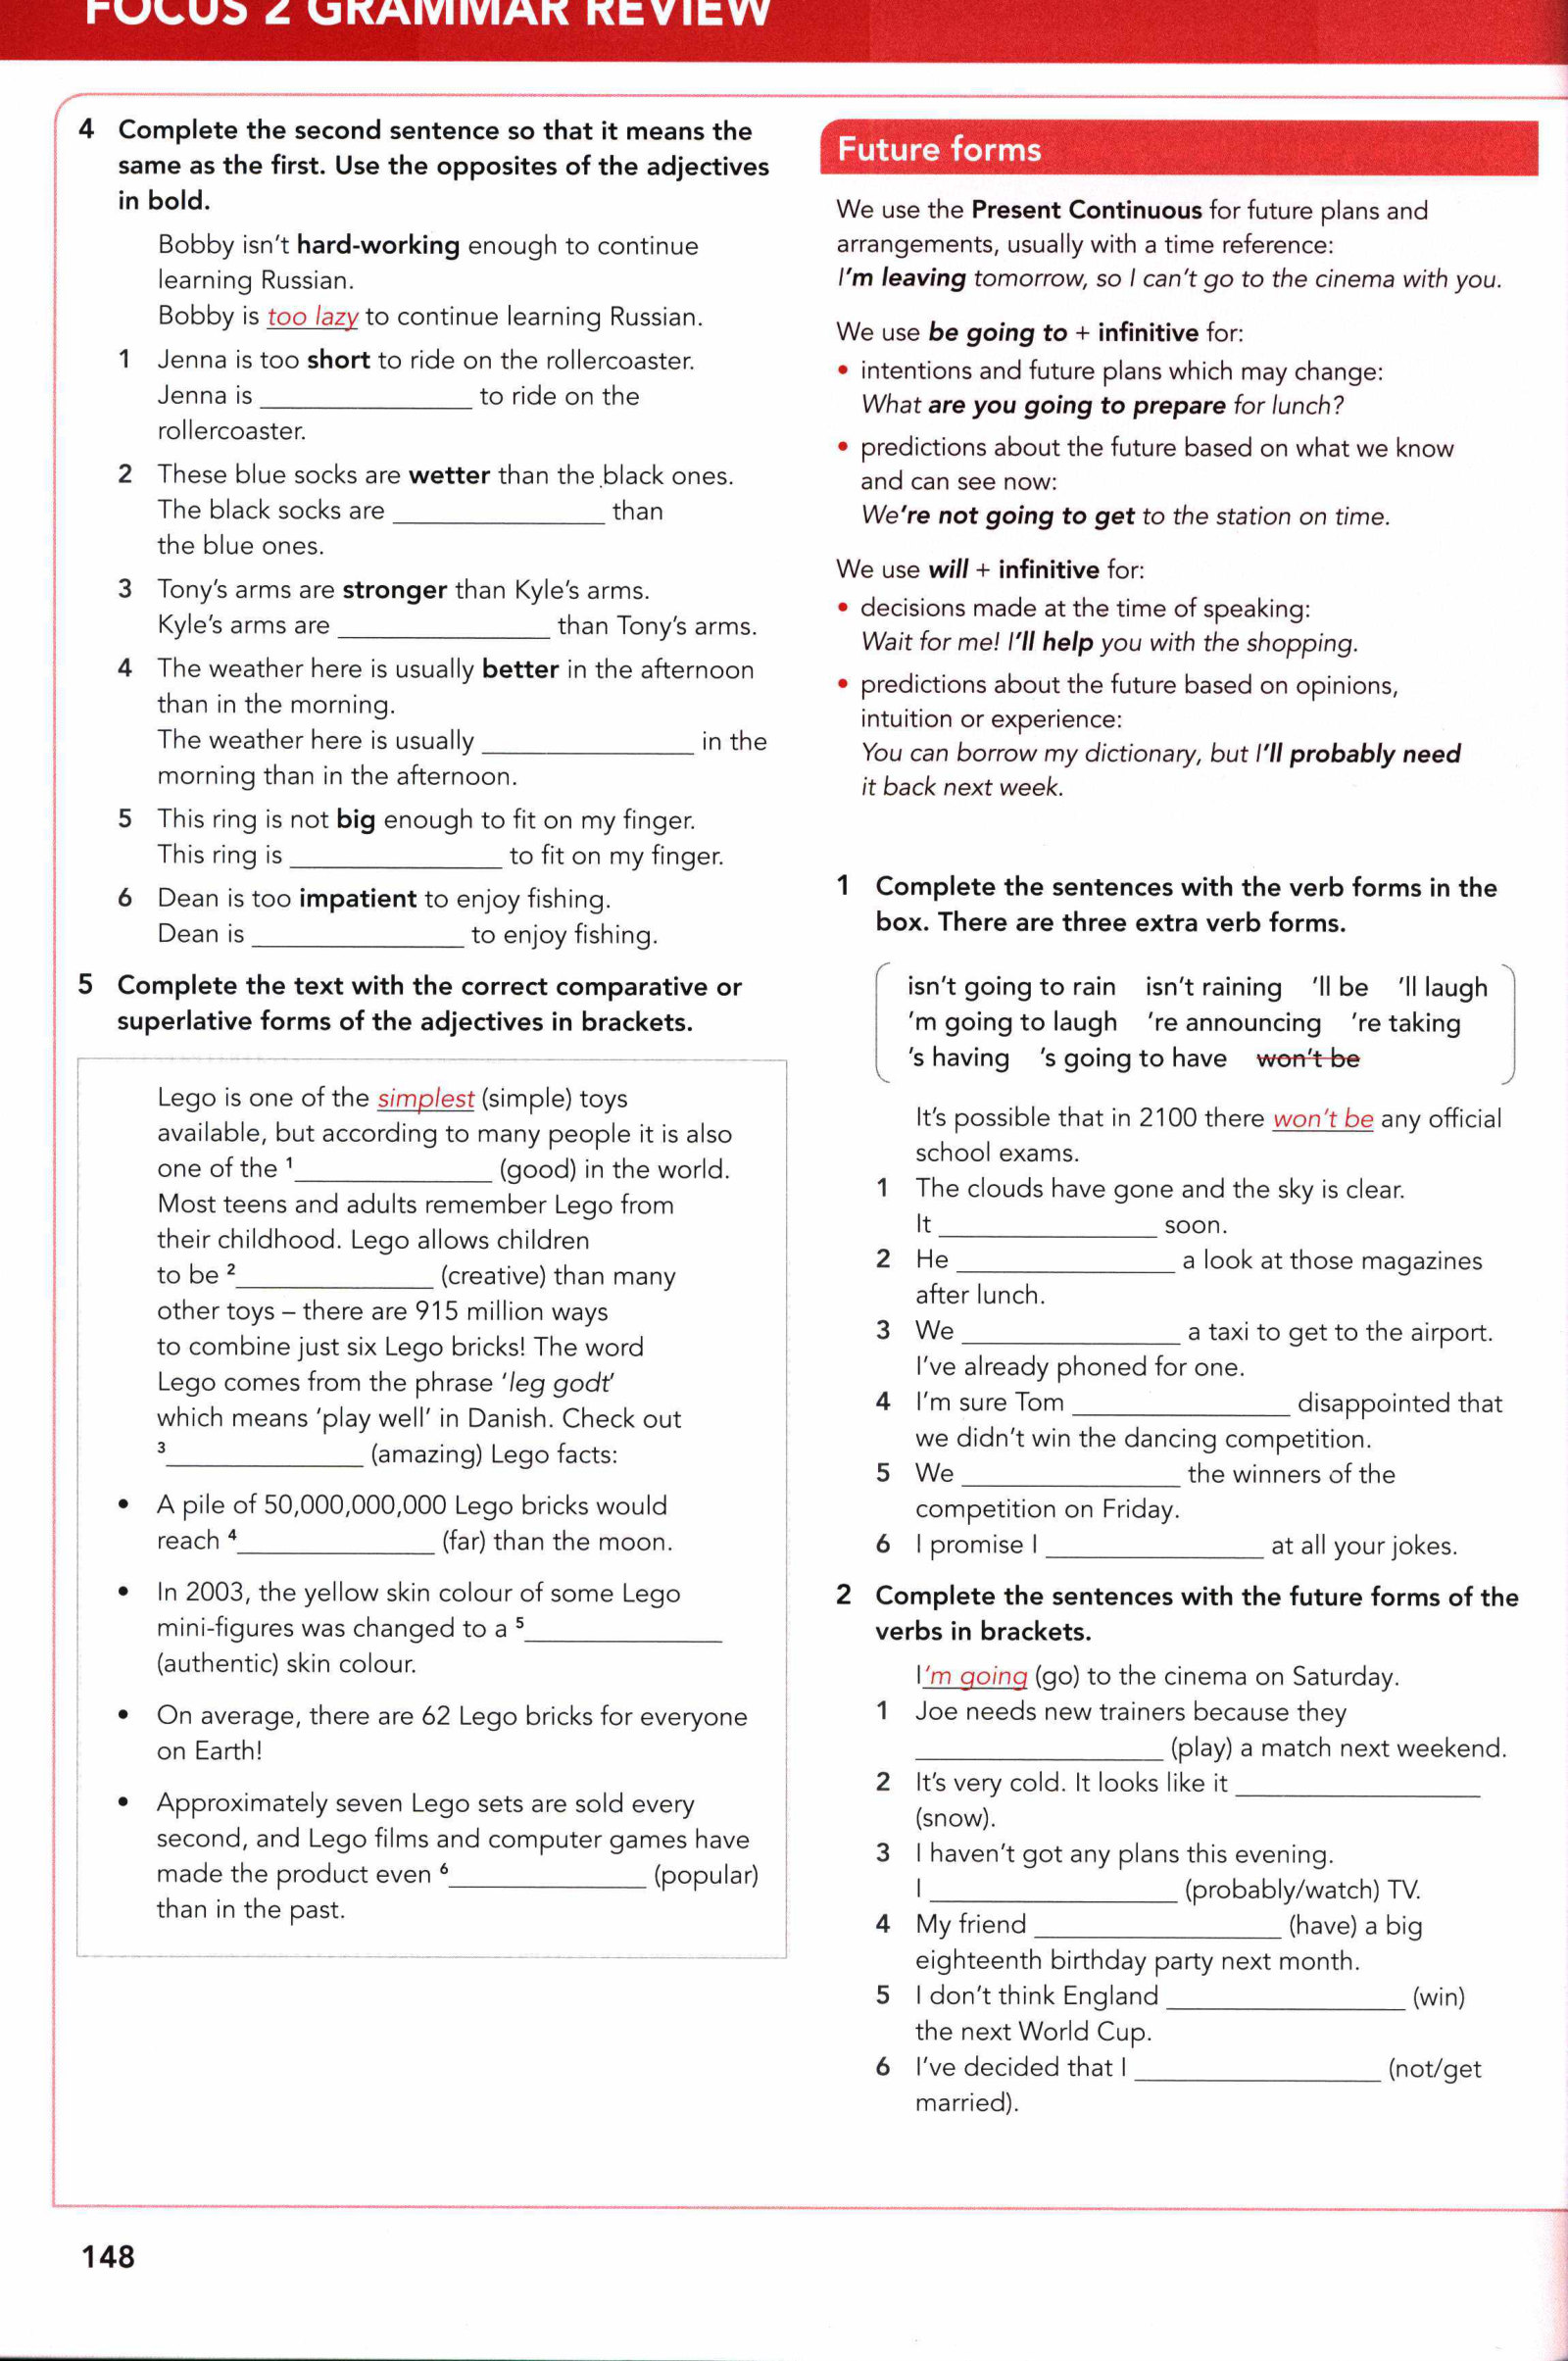 FOCUS 2 GRAMMAR REVIEW
4 Complete the second sentence so that it means the
same as the first. Use the opposites of the adjectives
in bold.
Bobby isn't hard-working enough to continue
learning Russian.
Bobby is too lazy to continue learning Russian.
1 Jenna is too short to ride on the rollercoaster.
Jenna is ______ to ride on the
rollercoaster.
2 These blue socks are wetter than the black ones.
The black socks are ______ than
the blue ones.
3 Tony's arms are stronger than Kyle's arms.
Kyle's arms are ______ than Tony's arms.
4 The weather here is usually better in the afternoon
than in the morning.
The weather here is usually ______ in the
morning than in the afternoon.
5 This ring is not big enough to fit on my finger.
This ring is ______ to fit on my finger.
6 Dean is too impatient to enjoy fishing.
Dean is ______ to enjoy fishing.
5 Complete the text with the correct comparative or
superlative forms of the adjectives in brackets.
Lego is one of the simplest (simple) toys
available, but according to many people it is also
one of the 1______ (good) in the world.
Most teens and adults remember Lego from
their childhood. Lego allows children
to be 2______ (creative) than many
other toys – there are 915 million ways
to combine just six Lego bricks! The word
Lego comes from the phrase 'leg godt'
which means 'play well' in Danish. Check out
3______ (amazing) Lego facts:
• A pile of 50,000,000,000 Lego bricks would
reach 4______ (far) than the moon.
• In 2003, the yellow skin colour of some Lego
mini-figures was changed to a 5______
(authentic) skin colour.
• On average, there are 62 Lego bricks for everyone
on Earth!
• Approximately seven Lego sets are sold every
second, and Lego films and computer games have
made the product even 6______ (popular)
than in the past.
Future forms
We use the Present Continuous for future plans and
arrangements, usually with a time reference:
I'm leaving tomorrow, so I can't go to the cinema with you.
We use be going to + infinitive for:
• intentions and future plans which may change:
What are you going to prepare for lunch?
• predictions about the future based on what we know
and can see now:
We're not going to get to the station on time.
We use will + infinitive for:
• decisions made at the time of speaking:
Wait for me! I'll help you with the shopping.
• predictions about the future based on opinions,
intuition or experience:
You can borrow my dictionary, but I'll probably need
it back next week.
1 Complete the sentences with the verb forms in the
box. There are three extra verb forms.
isn't going to rain isn't raining 'll be 'll laugh
'm going to laugh 're announcing 're taking
's having 's going to have won't be
It's possible that in 2100 there won't be any official
school exams.
1 The clouds have gone and the sky is clear.
It ______ soon.
2 He ______ a look at those magazines
after lunch.
3 We ______ a taxi to get to the airport.
I've already phoned for one.
4 I'm sure Tom ______ disappointed that
we didn't win the dancing competition.
5 We ______ the winners of the
competition on Friday.
6 I promise I ______ at all your jokes.
2 Complete the sentences with the future forms of the
verbs in brackets.
I'm going (go) to the cinema on Saturday.
1 Joe needs new trainers because they
______ (play) a match next weekend.
2 It's very cold. It looks like it ______
(snow).
3 I haven't got any plans this evening.
I ______ (probably/watch) TV.
4 My friend ______ (have) a big
eighteenth birthday party next month.
5 I don't think England ______ (win)
the next World Cup.
6 I've decided that I ______ (not/get
married).
148